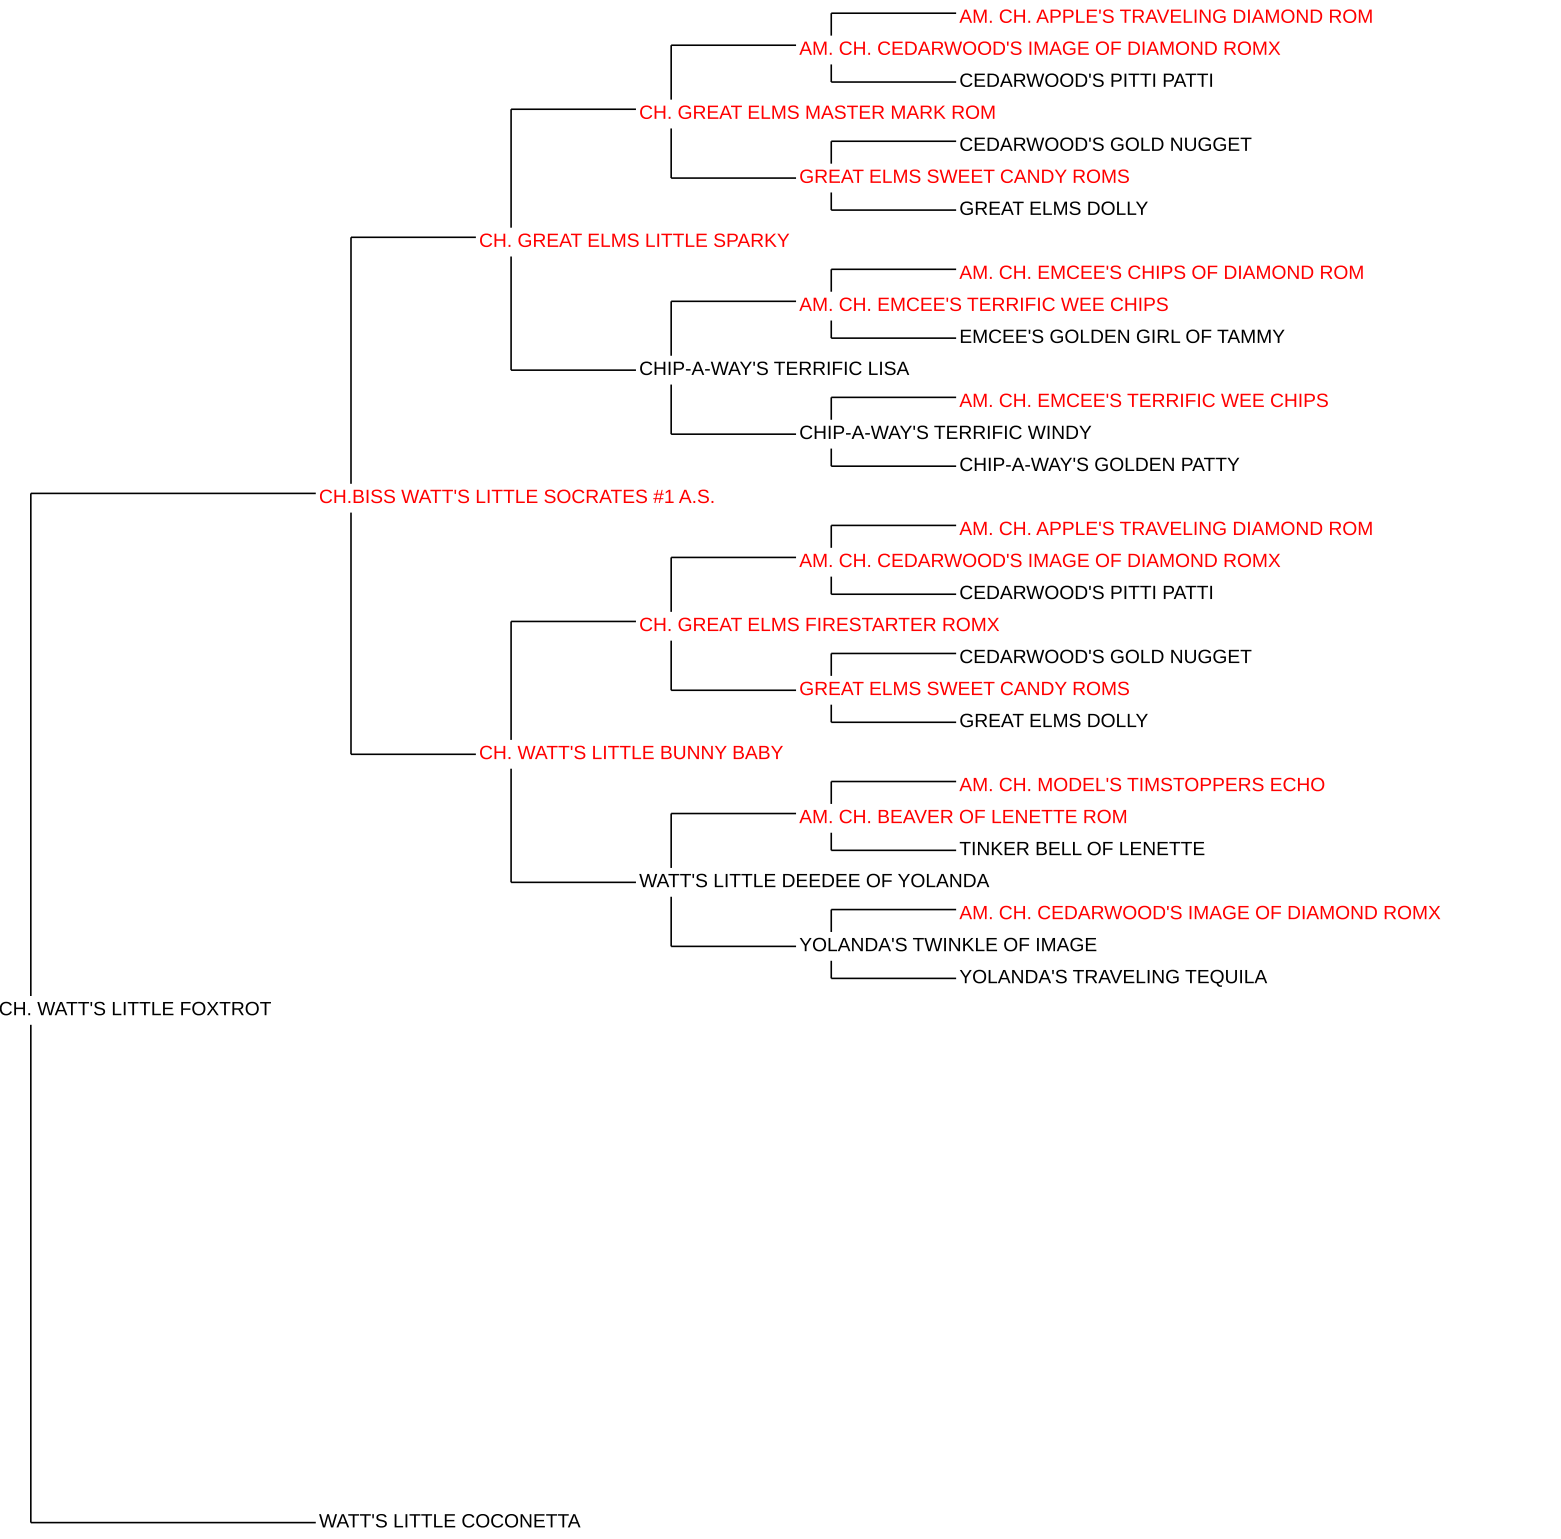 AM. CH. APPLE'S TRAVELING DIAMOND ROM
AM. CH. CEDARWOOD'S IMAGE OF DIAMOND ROMX
CEDARWOOD'S PITTI PATTI
CH. GREAT ELMS MASTER MARK ROM
CEDARWOOD'S GOLD NUGGET
GREAT ELMS SWEET CANDY ROMS
GREAT ELMS DOLLY
CH. GREAT ELMS LITTLE SPARKY
AM. CH. EMCEE'S CHIPS OF DIAMOND ROM
AM. CH. EMCEE'S TERRIFIC WEE CHIPS
EMCEE'S GOLDEN GIRL OF TAMMY
CHIP-A-WAY'S TERRIFIC LISA
AM. CH. EMCEE'S TERRIFIC WEE CHIPS
CHIP-A-WAY'S TERRIFIC WINDY
CHIP-A-WAY'S GOLDEN PATTY
CH.BISS WATT'S LITTLE SOCRATES #1 A.S.
AM. CH. APPLE'S TRAVELING DIAMOND ROM
AM. CH. CEDARWOOD'S IMAGE OF DIAMOND ROMX
CEDARWOOD'S PITTI PATTI
CH. GREAT ELMS FIRESTARTER ROMX
CEDARWOOD'S GOLD NUGGET
GREAT ELMS SWEET CANDY ROMS
GREAT ELMS DOLLY
CH. WATT'S LITTLE BUNNY BABY
AM. CH. MODEL'S TIMSTOPPERS ECHO
AM. CH. BEAVER OF LENETTE ROM
TINKER BELL OF LENETTE
WATT'S LITTLE DEEDEE OF YOLANDA
AM. CH. CEDARWOOD'S IMAGE OF DIAMOND ROMX
YOLANDA'S TWINKLE OF IMAGE
YOLANDA'S TRAVELING TEQUILA
CH. WATT'S LITTLE FOXTROT
WATT'S LITTLE COCONETTA